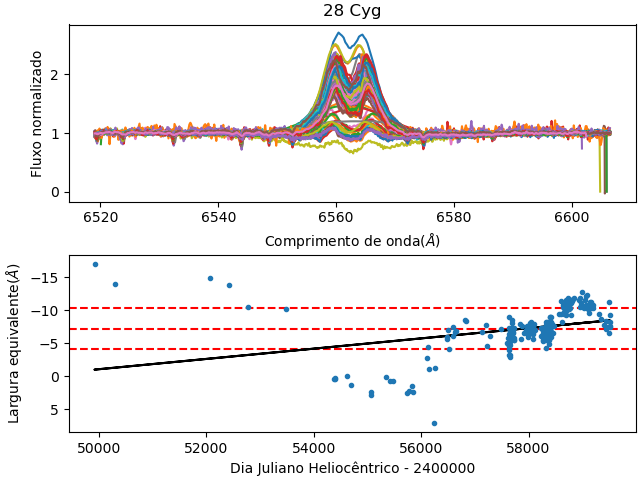 28 Cyg
Fluxo normalizado
2
1
0
6520 6540 6560 6580 6600
Comprimento de onda(Å)
Largura equivalente(Å)
−15
−10
−5
0
5
50000 52000 54000 56000 58000
Dia Juliano Heliocêntrico - 2400000